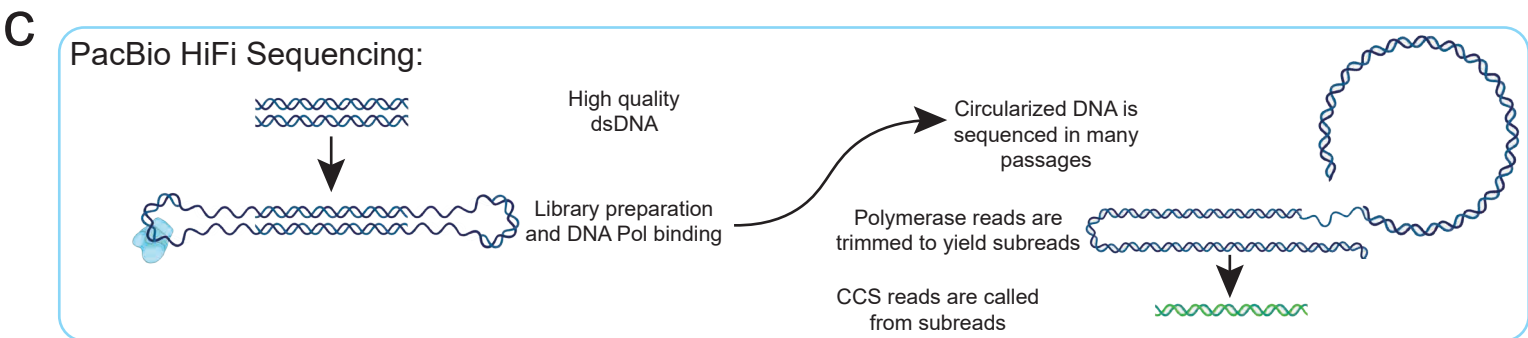 C
PacBio HiFi Sequencing:
High quality
dsDNA
Library preparation
and DNA Pol binding
Circularized DNA is
sequenced in many
passages
Polymerase reads are
trimmed to yield subreads
CCS reads are called
from subreads